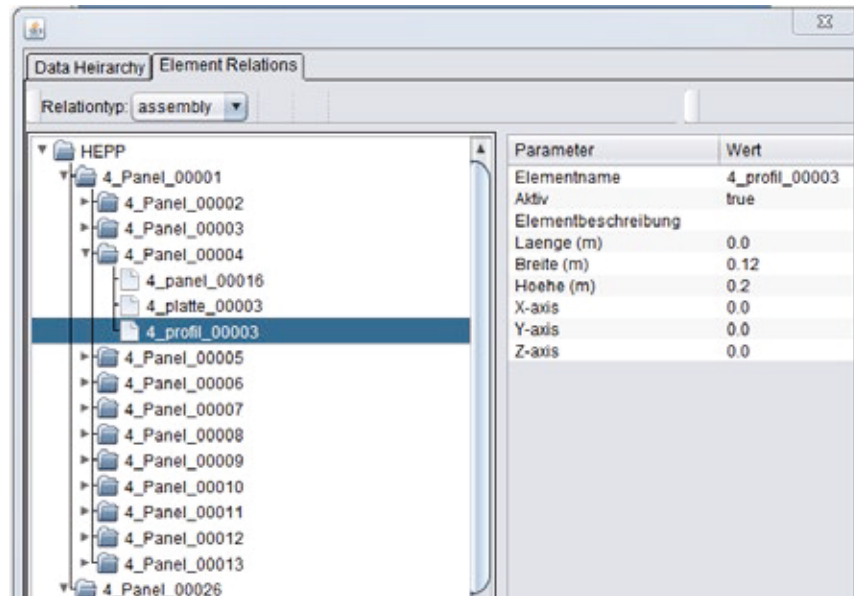 Data Heirarchy Element Relations
Relationtyp: assembly
HEPP
4_Panel_00001
4_Panel_00002
4_Panel_00003
4_Panel_00004
4_panel_00016
4_platte_00003
4_profil_00003
4_Panel_00005
4_Panel_00006
4_Panel_00007
4_Panel_00008
4_Panel_00009
4_Panel_00010
4_Panel_00011
4_Panel_00012
4_Panel_00013
4_Panel_00026
Parameter Wert
Elementname 4_profil_00003
Aktiv true
Elementbeschreibung
Laenge (m) 0.0
Breite (m) 0.12
Hoehe (m) 0.2
X-axis 0.0
Y-axis 0.0
Z-axis 0.0